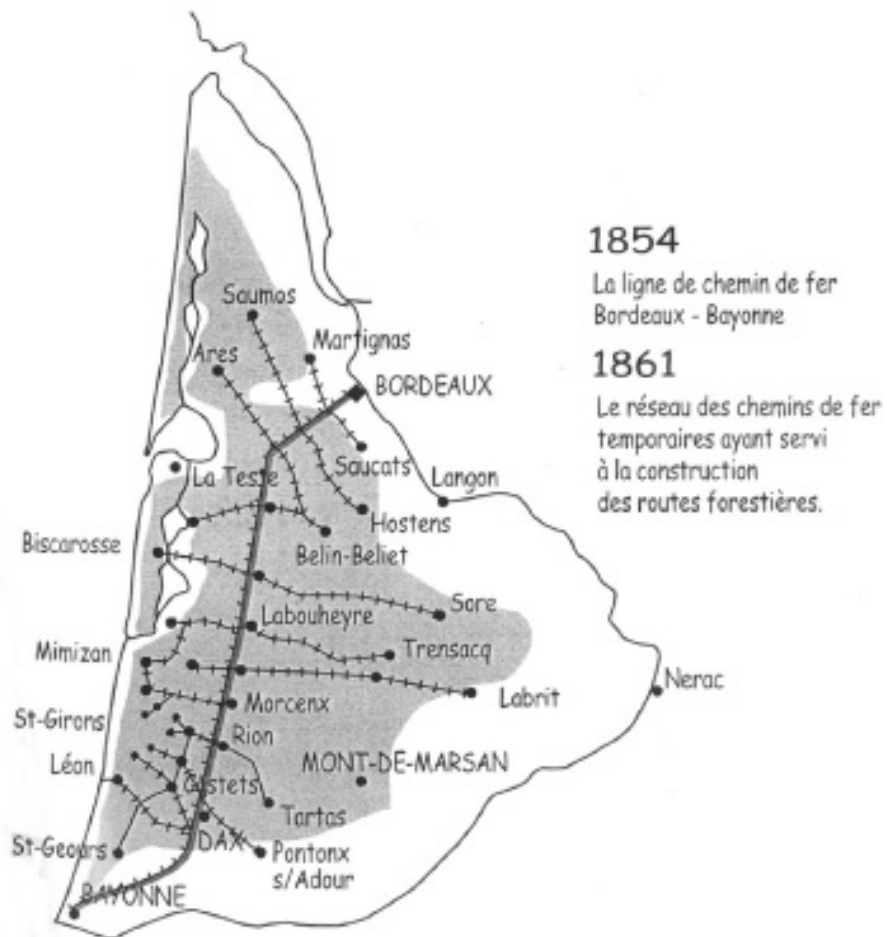 1854
La ligne de chemin de fer
Bordeaux - Bayonne
1861
Le réseau des chemins de fer
temporaires ayant servi
à la construction
des routes forestières.
Saumos
Martignas
Ares
BORDEAUX
Saucats
La Teste
Langon
Hostens
Biscarosse
Belin-Beliet
Sore
Labouheyre
Trensacq
Mimizan
Labrit
Nerac
Morcenx
St-Girons
Rion
MONT-DE-MARSAN
Léon
Castets
Tartas
DAX
St-Geours
Pontonx
s/Adour
BAYONNE